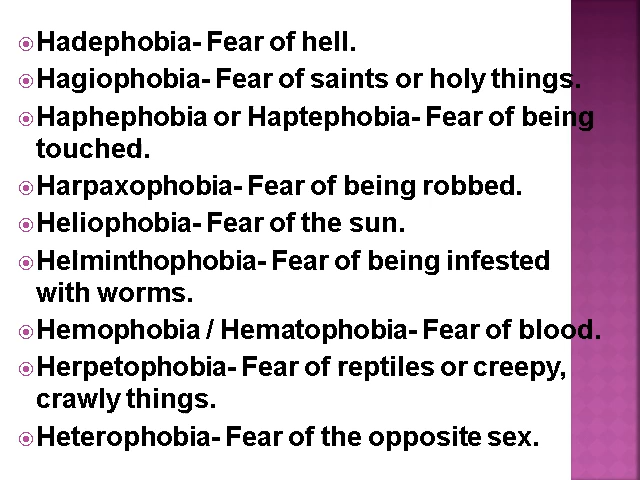 Hadephobia- Fear of hell.
Hagiophobia- Fear of saints or holy things.
Haphephobia or Haptephobia- Fear of being
touched.
Harpaxophobia- Fear of being robbed.
Heliophobia- Fear of the sun.
Helminthophobia- Fear of being infested
with worms.
Hemophobia / Hematophobia- Fear of blood.
Herpetophobia- Fear of reptiles or creepy,
crawly things.
Heterophobia- Fear of the opposite sex.